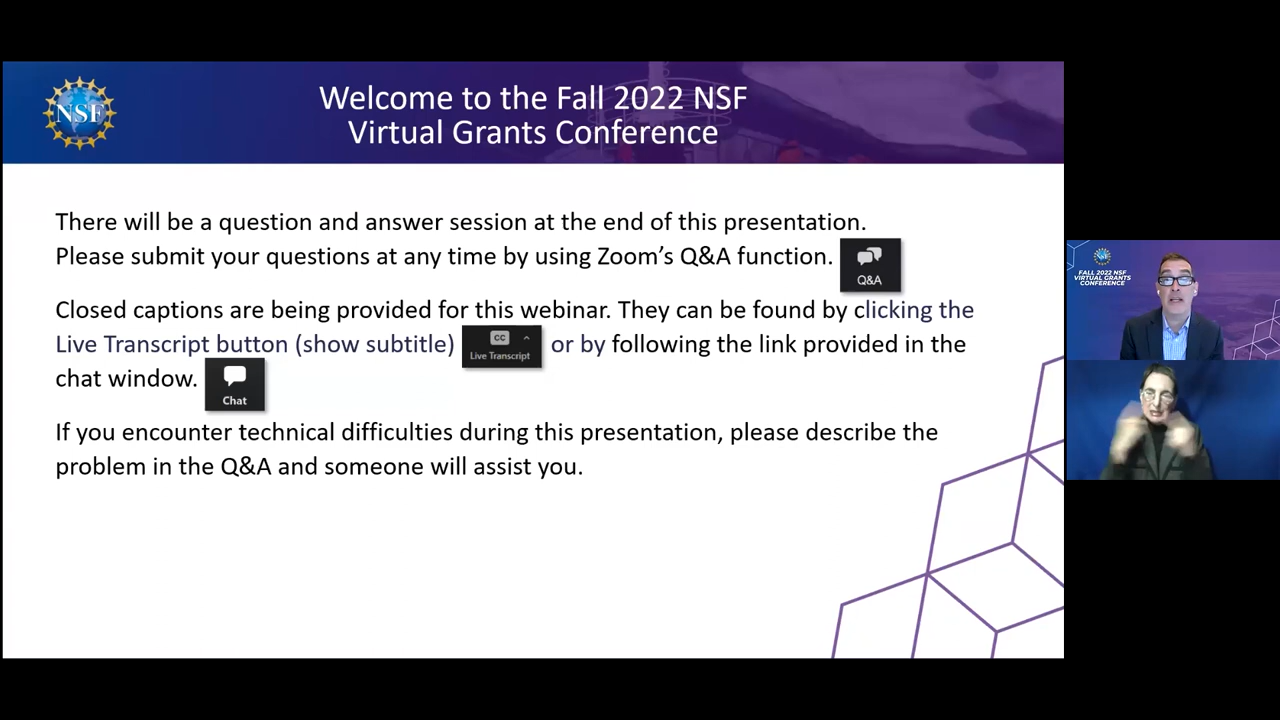 NSF
Welcome to the Fall 2022 NSF
Virtual Grants Conference
There will be a question and answer session at the end of this presentation.
Please submit your questions at any time by using Zoom’s Q&A function.
Q&A
Closed captions are being provided for this webinar. They can be found by clicking the
Live Transcript button (show subtitle) CC Live Transcript or by following the link provided in the
chat window.
Chat
If you encounter technical difficulties during this presentation, please describe the
problem in the Q&A and someone will assist you.
FALL 2022 NSF
VIRTUAL GRANTS
CONFERENCE